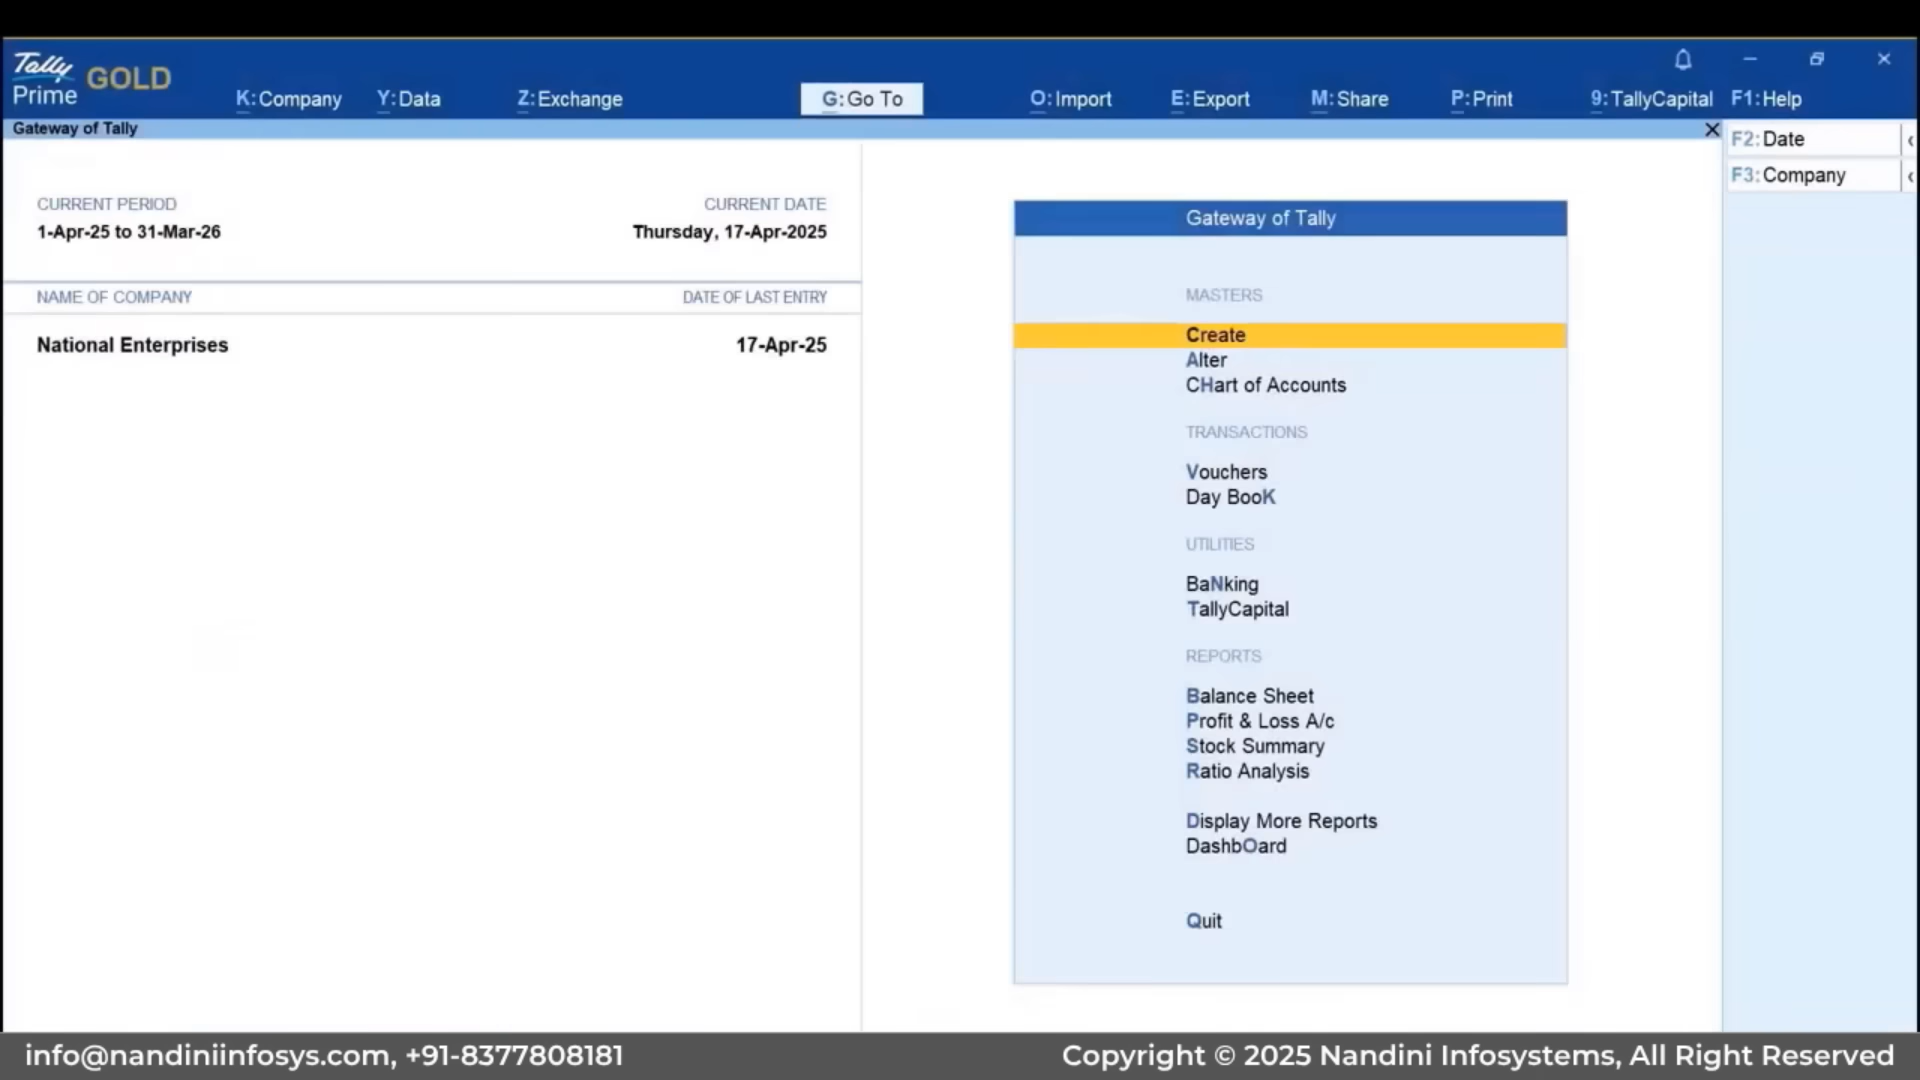 Tally
Prime GOLD
K:Company Y:Data Z:Exchange G:Go To O:Import E:Export M:Share P:Print 9:TallyCapital F1:Help
Gateway of Tally
F2:Date
F3:Company
CURRENT PERIOD CURRENT DATE
1-Apr-25 to 31-Mar-26 Thursday, 17-Apr-2025
NAME OF COMPANY DATE OF LAST ENTRY
National Enterprises 17-Apr-25
Gateway of Tally
MASTERS
Create
Alter
CHart of Accounts
TRANSACTIONS
Vouchers
Day BooK
UTILITIES
BaNking
TallyCapital
REPORTS
Balance Sheet
Profit & Loss A/c
Stock Summary
Ratio Analysis
Display More Reports
DashbOard
Quit
info@nandiniinfosys.com, +91-8377808181 Copyright © 2025 Nandini Infosystems, All Right Reserved